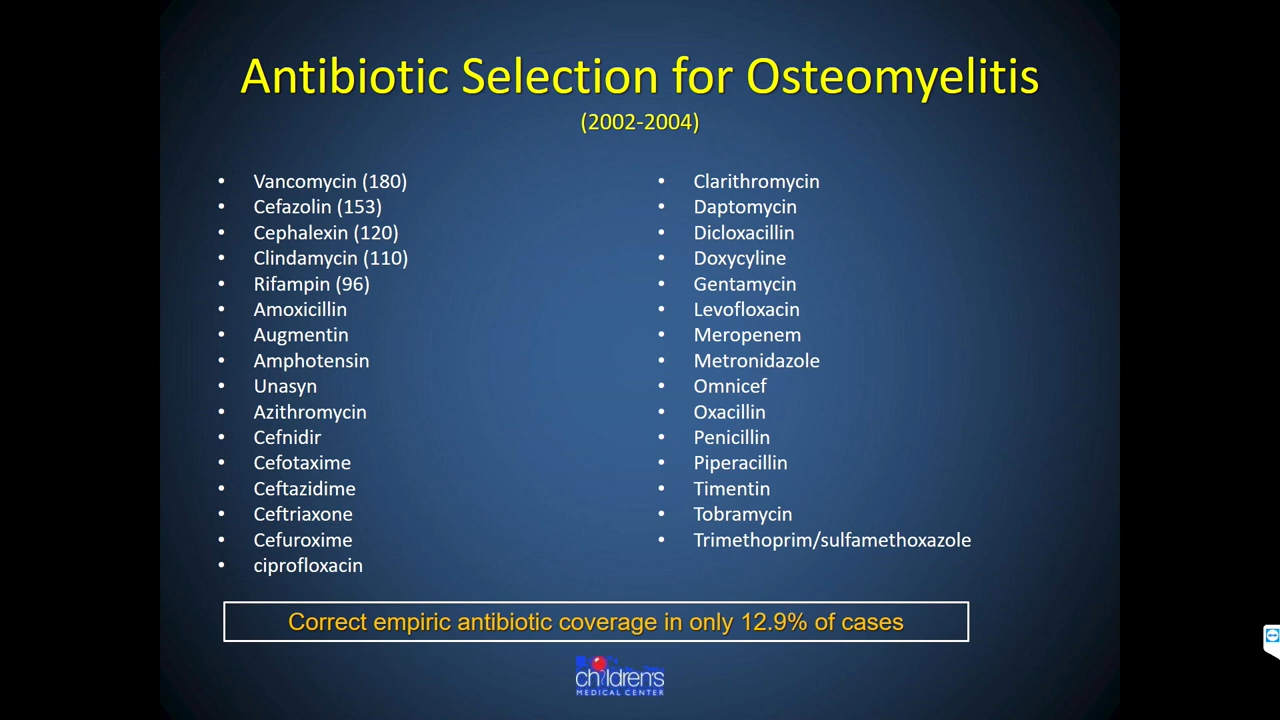 Antibiotic Selection for Osteomyelitis
(2002-2004)
• Vancomycin (180)
• Cefazolin (153)
• Cephalexin (120)
• Clindamycin (110)
• Rifampin (96)
• Amoxicillin
• Augmentin
• Amphotensin
• Unasyn
• Azithromycin
• Cefnidir
• Cefotaxime
• Ceftazidime
• Ceftriaxone
• Cefuroxime
• ciprofloxacin
• Clarithromycin
• Daptomycin
• Dicloxacillin
• Doxycyline
• Gentamycin
• Levofloxacin
• Meropenem
• Metronidazole
• Omnicef
• Oxacillin
• Penicillin
• Piperacillin
• Timentin
• Tobramycin
• Trimethoprim/sulfamethoxazole
Correct empiric antibiotic coverage in only 12.9% of cases
children's
MEDICAL CENTER